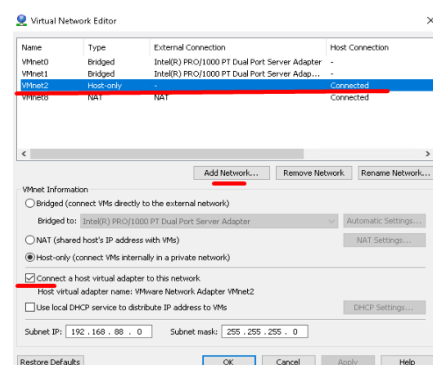 Virtual Network Editor
Name Type External Connection Host Connection
VMnet0 Bridged Intel(R) PRO/1000 PT Dual Port Server Adapter -
VMnet1 Bridged Intel(R) PRO/1000 PT Dual Port Server Adap... -
VMnet2 Host-only - Connected
VMnet8 NAT NAT Connected
Add Network... Remove Network Rename Network...
VMnet Information
Bridged (connect VMs directly to the external network)
Bridged to: Intel(R) PRO/1000 PT Dual Port Server Adapter Automatic Settings...
NAT (shared host's IP address with VMs) NAT Settings...
Host-only (connect VMs internally in a private network)
Connect a host virtual adapter to this network
Host virtual adapter name: VMware Network Adapter VMnet2
Use local DHCP service to distribute IP address to VMs DHCP Settings...
Subnet IP: 192 . 168 . 88 . 0 Subnet mask: 255 . 255 . 255 . 0
Restore Defaults OK Cancel Apply Help